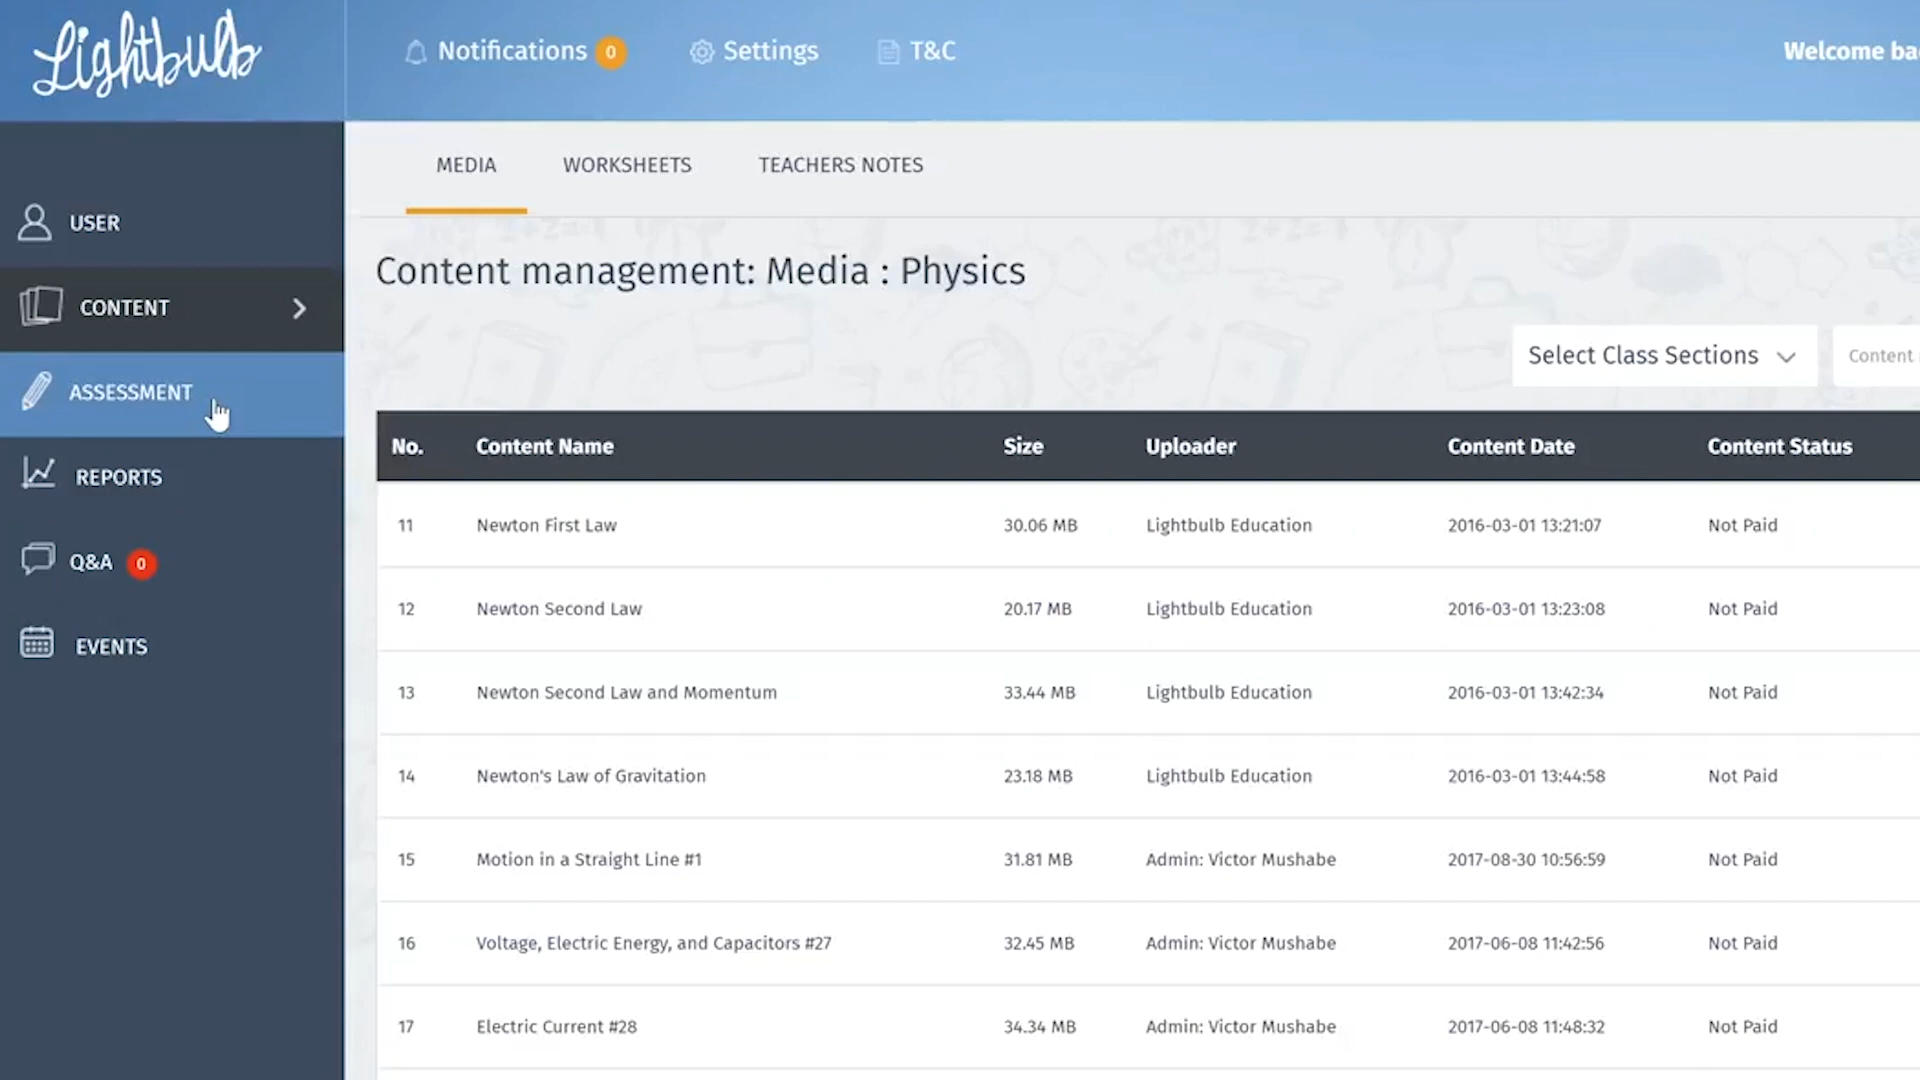 Lightbulb
Notifications 0 Settings T&C Welcome ba
MEDIA WORKSHEETS TEACHERS NOTES
USER
CONTENT
ASSESSMENT
REPORTS
Q&A 0
EVENTS
Content management: Media : Physics
Select Class Sections Content
No. Content Name Size Uploader Content Date Content Status
11 Newton First Law 30.06 MB Lightbulb Education 2016-03-01 13:21:07 Not Paid
12 Newton Second Law 20.17 MB Lightbulb Education 2016-03-01 13:23:08 Not Paid
13 Newton Second Law and Momentum 33.44 MB Lightbulb Education 2016-03-01 13:42:34 Not Paid
14 Newton's Law of Gravitation 23.18 MB Lightbulb Education 2016-03-01 13:44:58 Not Paid
15 Motion in a Straight Line #1 31.81 MB Admin: Victor Mushabe 2017-08-30 10:56:59 Not Paid
16 Voltage, Electric Energy, and Capacitors #27 32.45 MB Admin: Victor Mushabe 2017-06-08 11:42:56 Not Paid
17 Electric Current #28 34.34 MB Admin: Victor Mushabe 2017-06-08 11:48:32 Not Paid